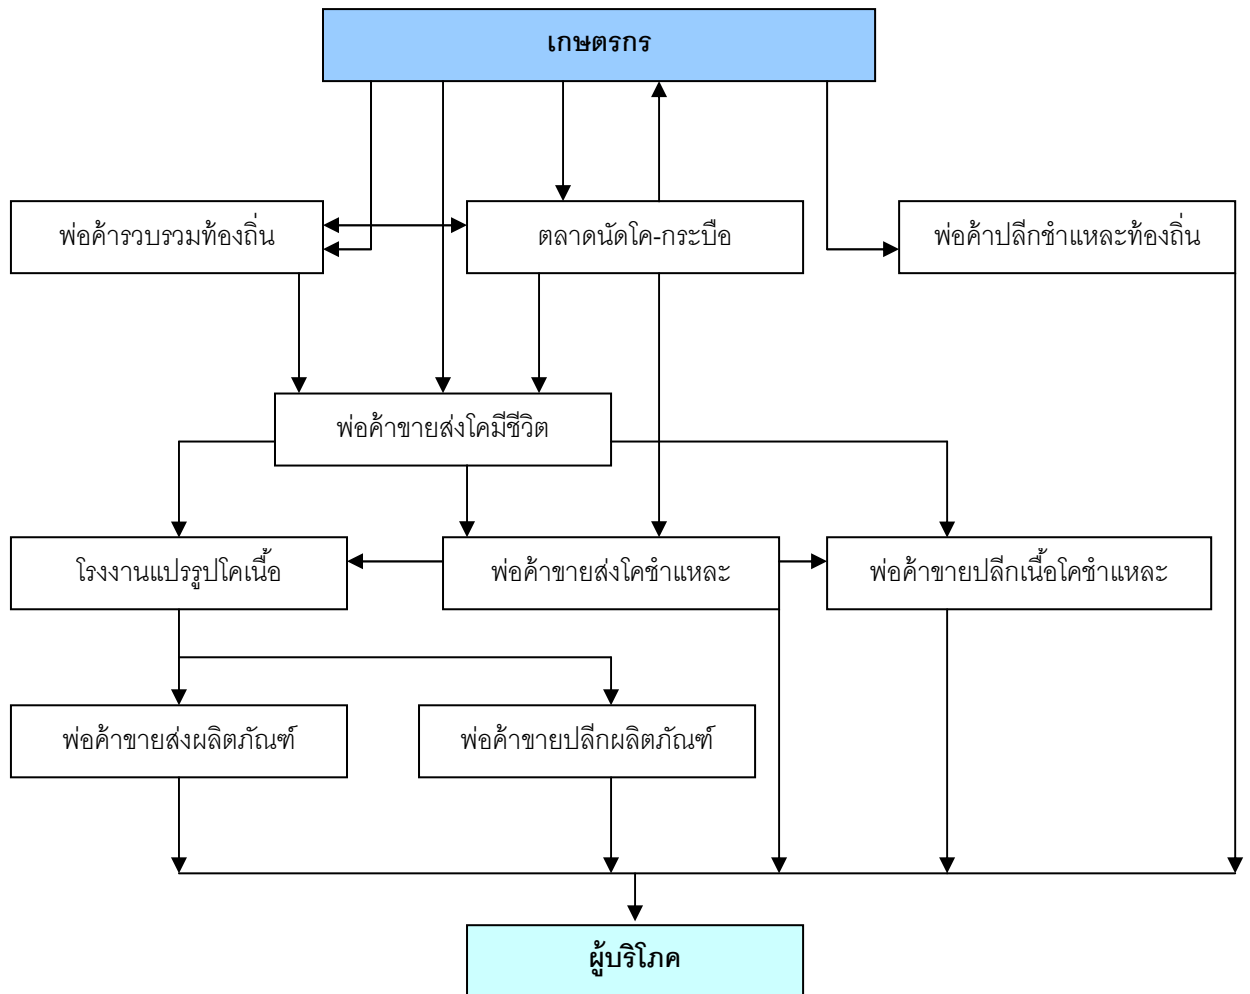 เกษตรกร
พ่อค้ารวบรวมท้องถิ่น
ตลาดนัดโค-กระบือ
พ่อค้าปลีกชำแหละท้องถิ่น
พ่อค้าขายส่งโคมีชีวิต
โรงงานแปรรูปโคเนื้อ
พ่อค้าขายส่งโคชำแหละ
พ่อค้าขายปลีกเนื้อโคชำแหละ
พ่อค้าขายส่งผลิตภัณฑ์
พ่อค้าขายปลีกผลิตภัณฑ์
ผู้บริโภค